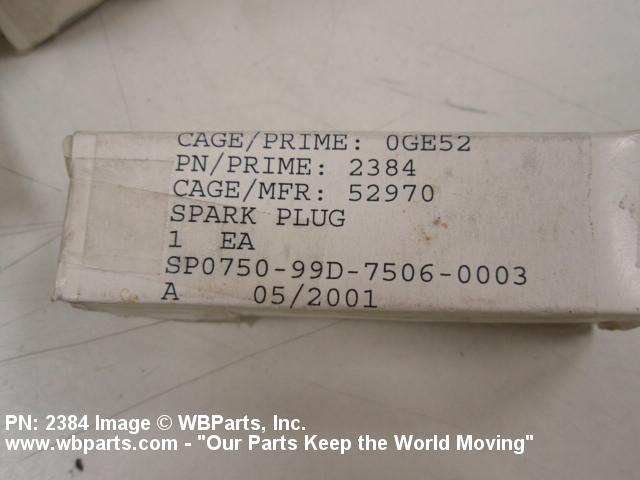 CAGE/PRIME: 0GE52
PN/PRIME: 2384
CAGE/MFR: 52970
SPARK PLUG
1 EA
SP0750-99D-7506-0003
A 05/2001
PN: 2384 Image © WBParts, Inc.
www.wbparts.com - "Our Parts Keep the World Moving"